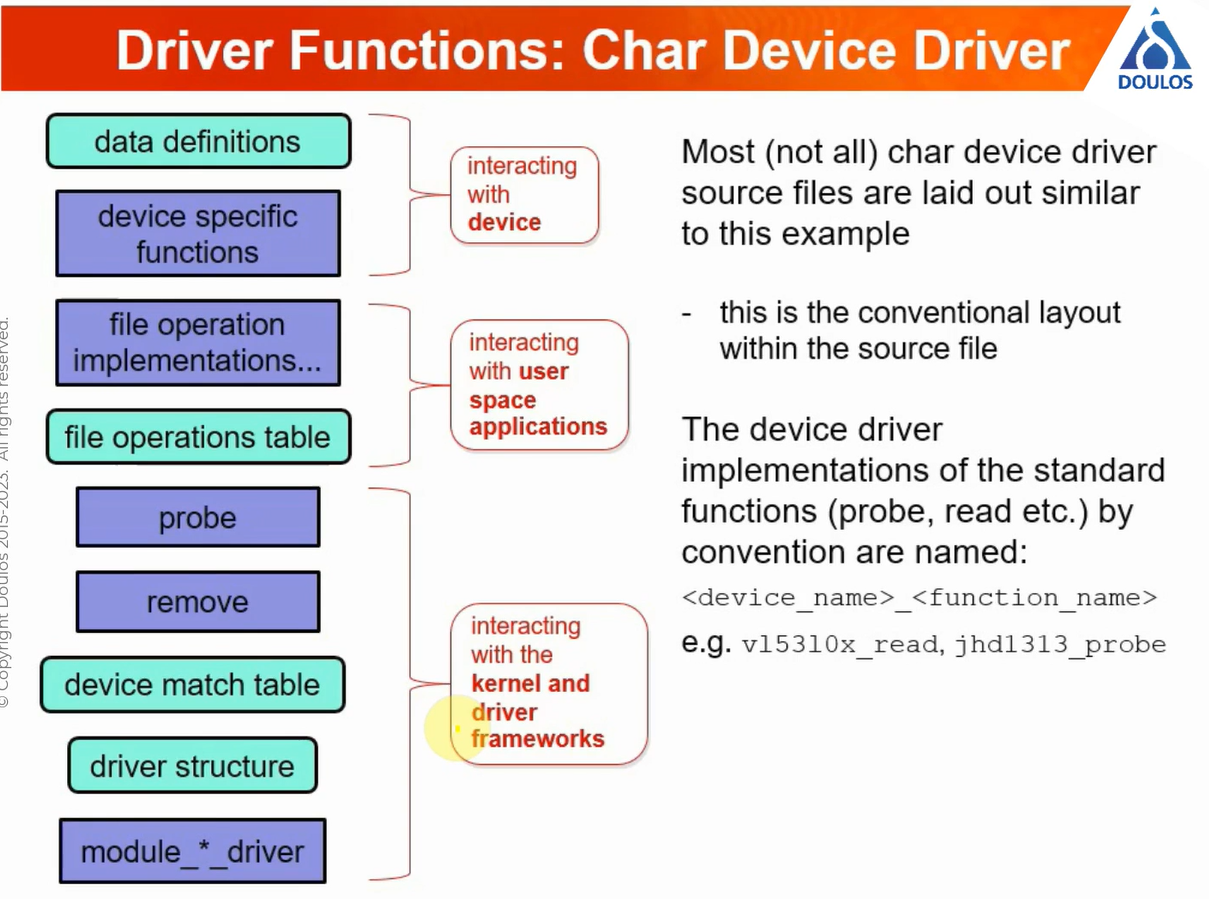 Driver Functions: Char Device Driver
DOULOS
data definitions
device specific
functions
interacting
with
device
file operation
implementations...
file operations table
interacting
with user
space
applications
probe
remove
device match table
driver structure
module_*_driver
interacting
with the
kernel and
driver
frameworks
Most (not all) char device driver
source files are laid out similar
to this example
- this is the conventional layout
within the source file
The device driver
implementations of the standard
functions (probe, read etc.) by
convention are named:
<device_name>_<function_name>
e.g. vl53l0x_read, jhd1313_probe
© Copyright Doulos 2015-2023. All rights reserved.